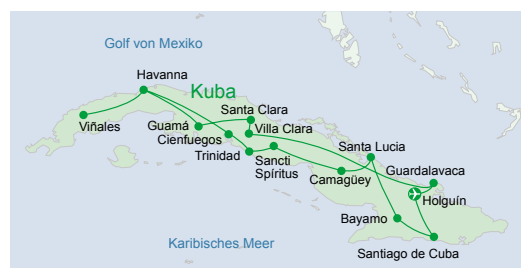 Golf von Mexiko
Havanna
Kuba
Viñales
Santa Clara
Guamá
Villa Clara
Cienfuegos
Trinidad
Sancti
Spíritus
Santa Lucia
Camagüey
Guardalavaca
Holguín
Bayamo
Karibisches Meer
Santiago de Cuba